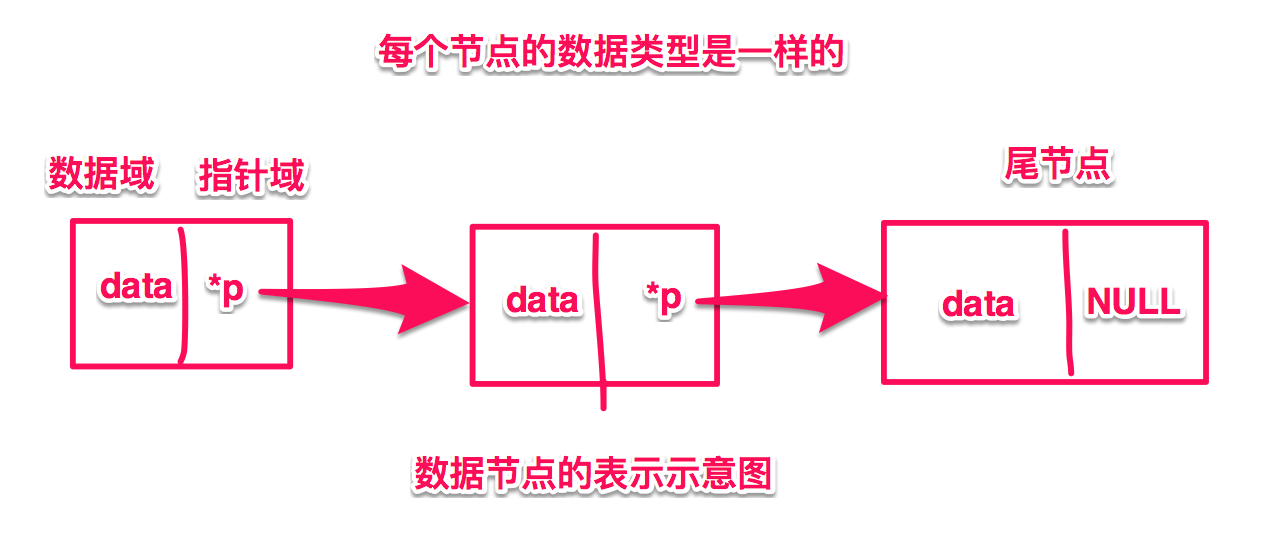 每个节点的数据类型是一样的
数据域 指针域
尾节点
data *p
data *p
data NULL
数据节点的表示示意图